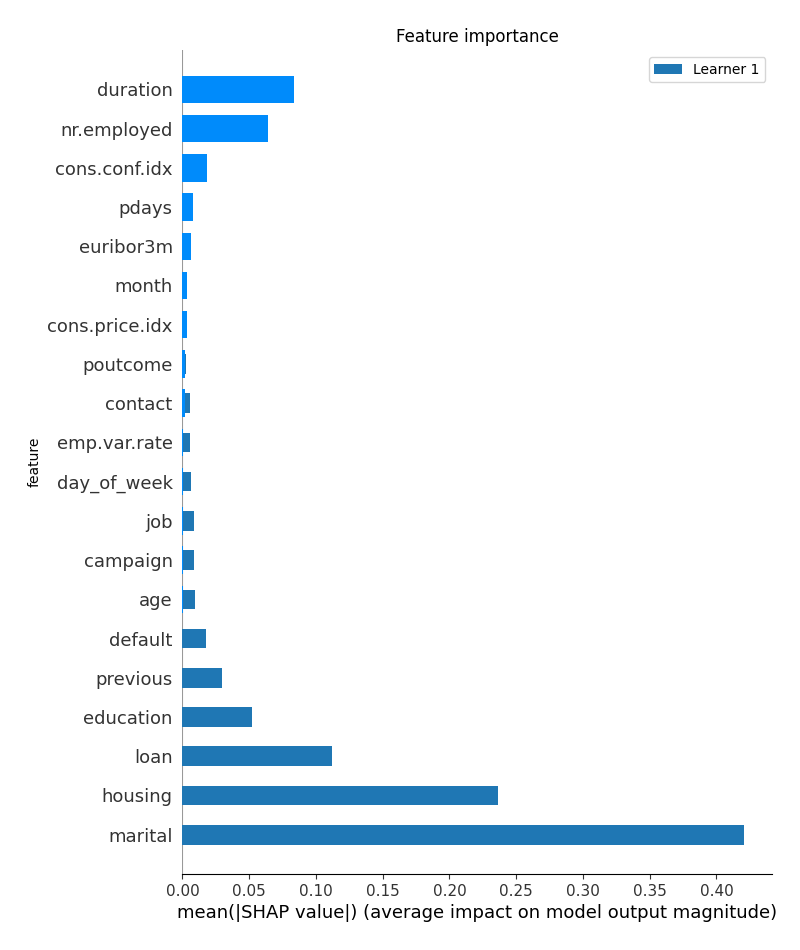 Feature importance
Learner 1
duration
nr.employed
cons.conf.idx
pdays
euribor3m
month
cons.price.idx
poutcome
contact
emp.var.rate
day_of_week
job
campaign
age
default
previous
education
loan
housing
marital
feature
0.00 0.05 0.10 0.15 0.20 0.25 0.30 0.35 0.40
mean(|SHAP value|) (average impact on model output magnitude)